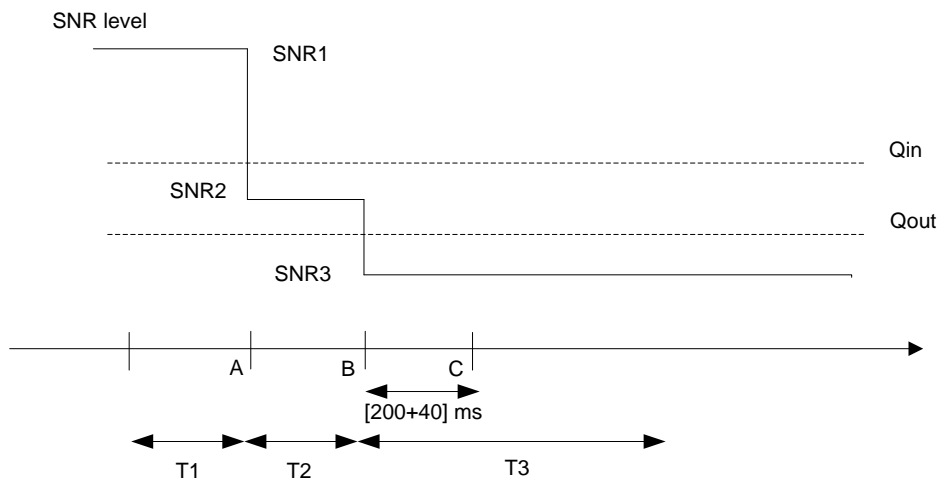 SNR level
SNR1
Qin
SNR2
Qout
SNR3
A
B
C
[200+40] ms
T1
T2
T3